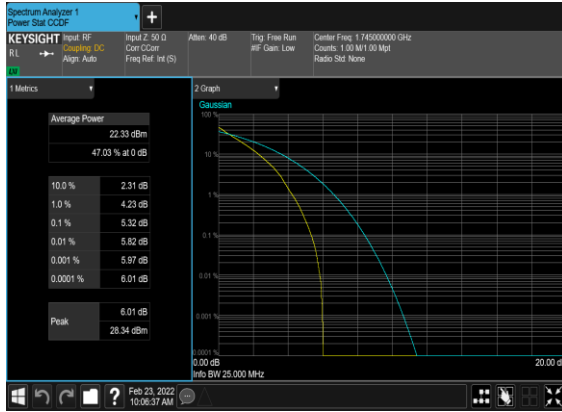 Spectrum Analyzer 1
Power Stat CCDF
+
KEYSIGHT
RL
LU
Input: RF
Coupling: DC
Align: Auto
Input Z: 50 Ω
Corr CCorr
Freq Ref: Int (S)
Atten: 40 dB
Trig: Free Run
#IF Gain: Low
Center Freq: 1.745000000 GHz
Counts: 1.00 M/1.00 Mpt
Radio Std: None
1 Metrics
Average Power
22.33 dBm
47.03 % at 0 dB
10.0 % 2.31 dB
1.0 % 4.23 dB
0.1 % 5.32 dB
0.01 % 5.82 dB
0.001 % 5.97 dB
0.0001 % 6.01 dB
Peak
6.01 dB
28.34 dBm
2 Graph
Gaussian
100 %
10 %
1 %
0.1 %
0.01 %
0.001 %
0.0001 %
0.00 dB
20.00 d
Info BW 25.000 MHz
?
Feb 23, 2022
10:06:37 AM